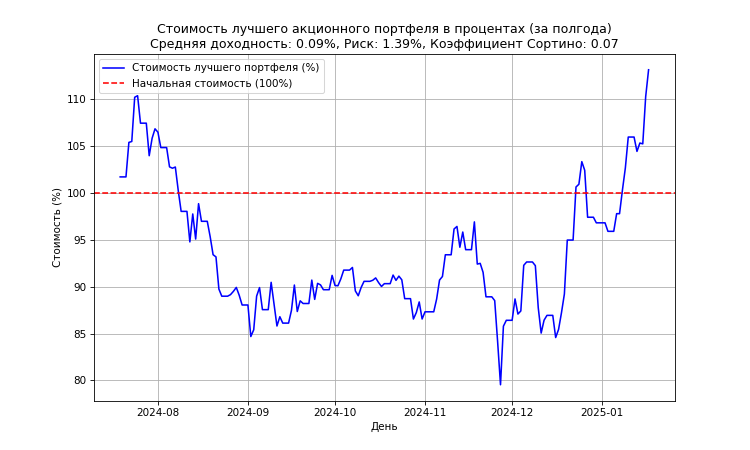 Стоимость лучшего акционного портфеля в процентах (за полгода)
Средняя доходность: 0.09%, Риск: 1.39%, Коэффициент Сортино: 0.07
Стоимость лучшего портфеля (%)
Начальная стоимость (100%)
Стоимость (%)
110
105
100
95
90
85
80
2024-08 2024-09 2024-10 2024-11 2024-12 2025-01
День